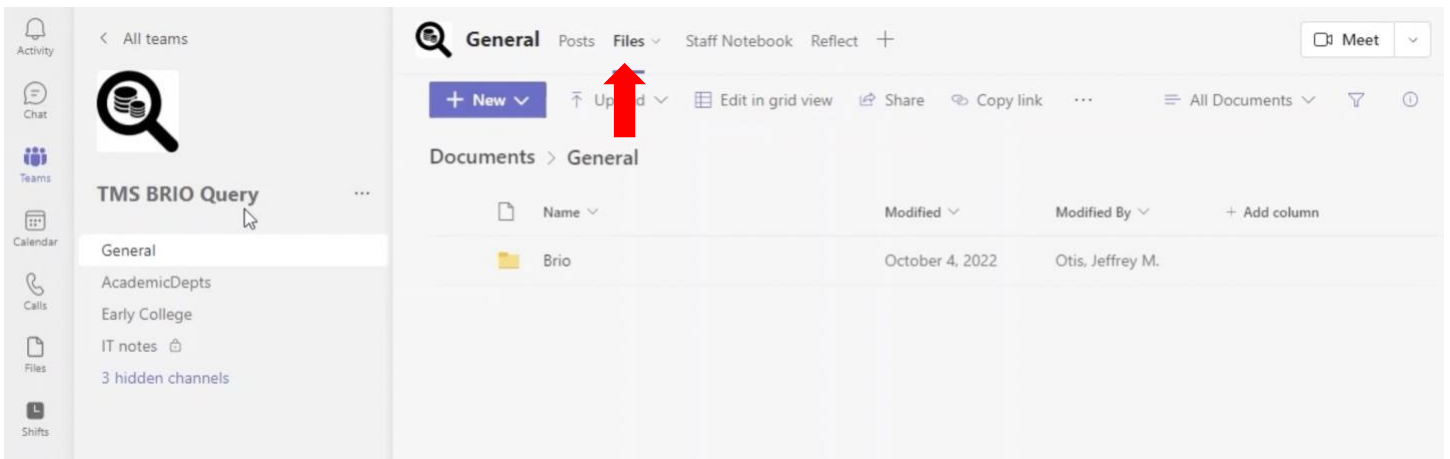 Activity
Chat
Teams
Calendar
Calls
Files
Shifts
All teams
TMS BRIO Query
General
AcademicDepts
Early College
IT notes
3 hidden channels
General Posts Files Staff Notebook Reflect
Meet
New Edit in grid view Share Copy link ... All Documents
Documents > General
Name Modified Modified By + Add column
Brio October 4, 2022 Otis, Jeffrey M.